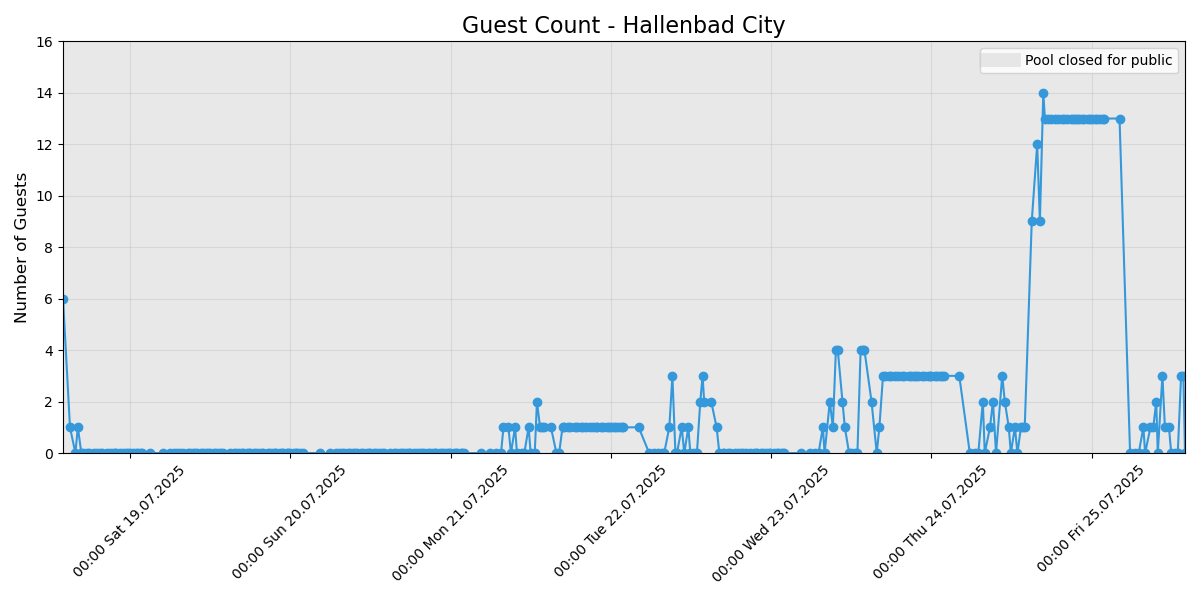 Guest Count - Hallenbad City
Pool closed for public
Number of Guests
16
14
12
10
8
6
4
2
0
00:00 Sat 19.07.2025
00:00 Sun 20.07.2025
00:00 Mon 21.07.2025
00:00 Tue 22.07.2025
00:00 Wed 23.07.2025
00:00 Thu 24.07.2025
00:00 Fri 25.07.2025